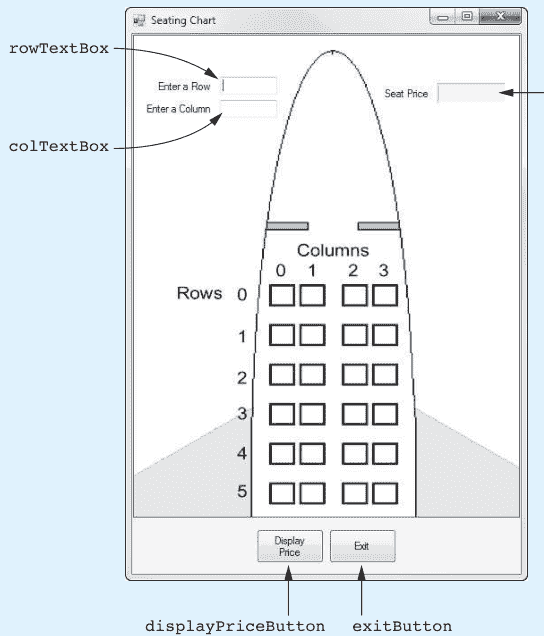 Seating Chart
rowTextBox
Enter a Row
Seat Price
Enter a Column
colTextBox
Columns
0 1 2 3
Rows 0
1
2
3
4
5
Display
Price
Exit
displayPriceButton exitButton